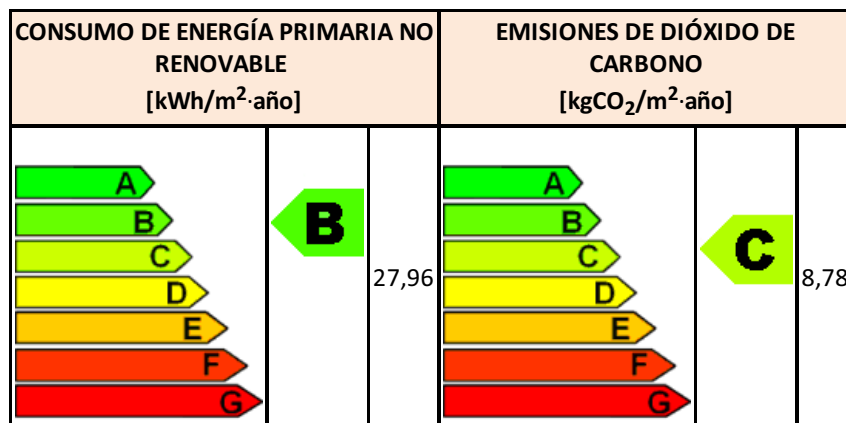 CONSUMO DE ENERGÍA PRIMARIA NO
RENOVABLE
[kWh/m²·año]
EMISIONES DE DIÓXIDO DE
CARBONO
[kgCO₂/m²·año]
A
B
C
D
E
F
G
B
27,96
A
B
C
D
E
F
G
C
8,78